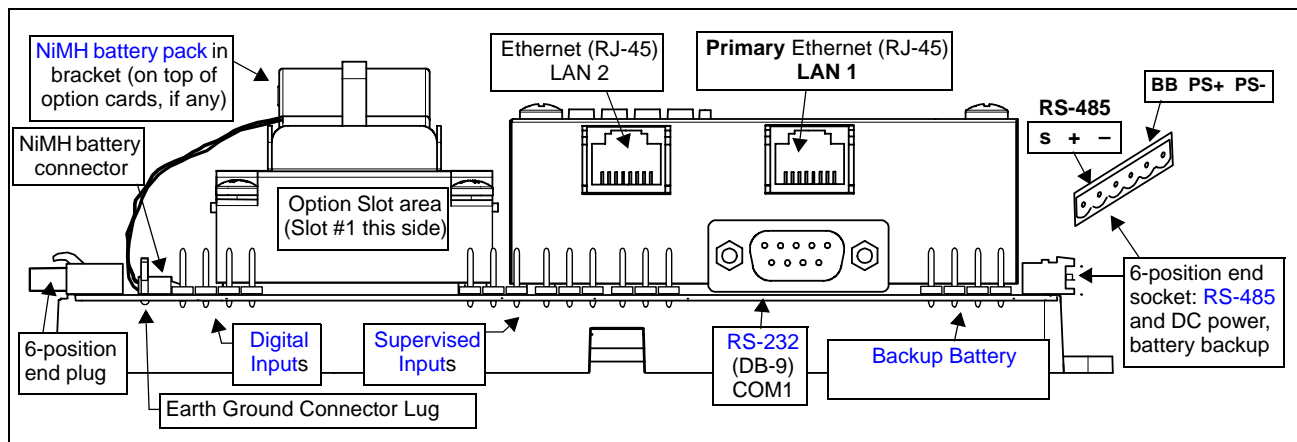 NiMH battery pack in
bracket (on top of
option cards, if any)
NiMH battery
connector
Ethernet (RJ-45)
LAN 2
Primary Ethernet (RJ-45)
LAN 1
RS-485
S + –
BB PS+ PS-
Option Slot area
(Slot #1 this side)
6-position
end plug
Digital
Inputs
Supervised
Inputs
RS-232
(DB-9)
COM1
Backup Battery
6-position end
socket: RS-485
and DC power,
battery backup
Earth Ground Connector Lug